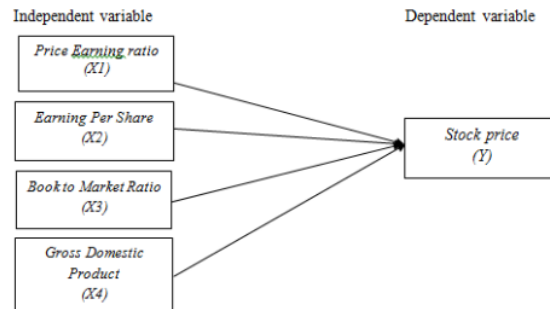 Independent variable
Dependent variable
Price Earning ratio
(X1)
Earning Per Share
(X2)
Book to Market Ratio
(X3)
Gross Domestic
Product
(X4)
Stock price
(Y)